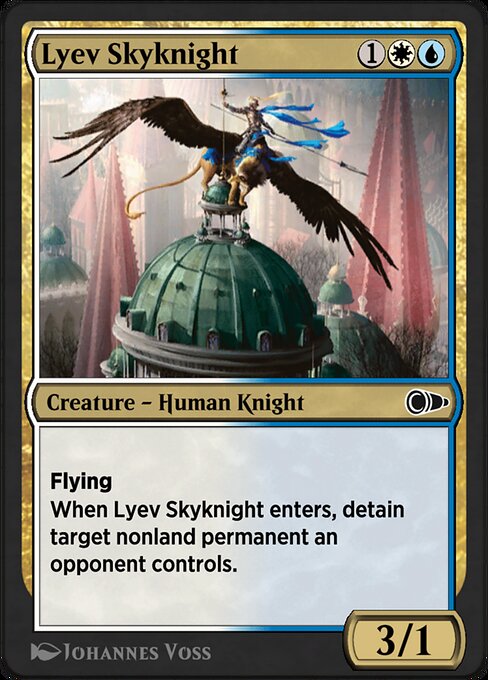 Lyev Skyknight 1
Creature – Human Knight
Flying
When Lyev Skyknight enters, detain
target nonland permanent an
opponent controls.
3/1
Johannes Voss